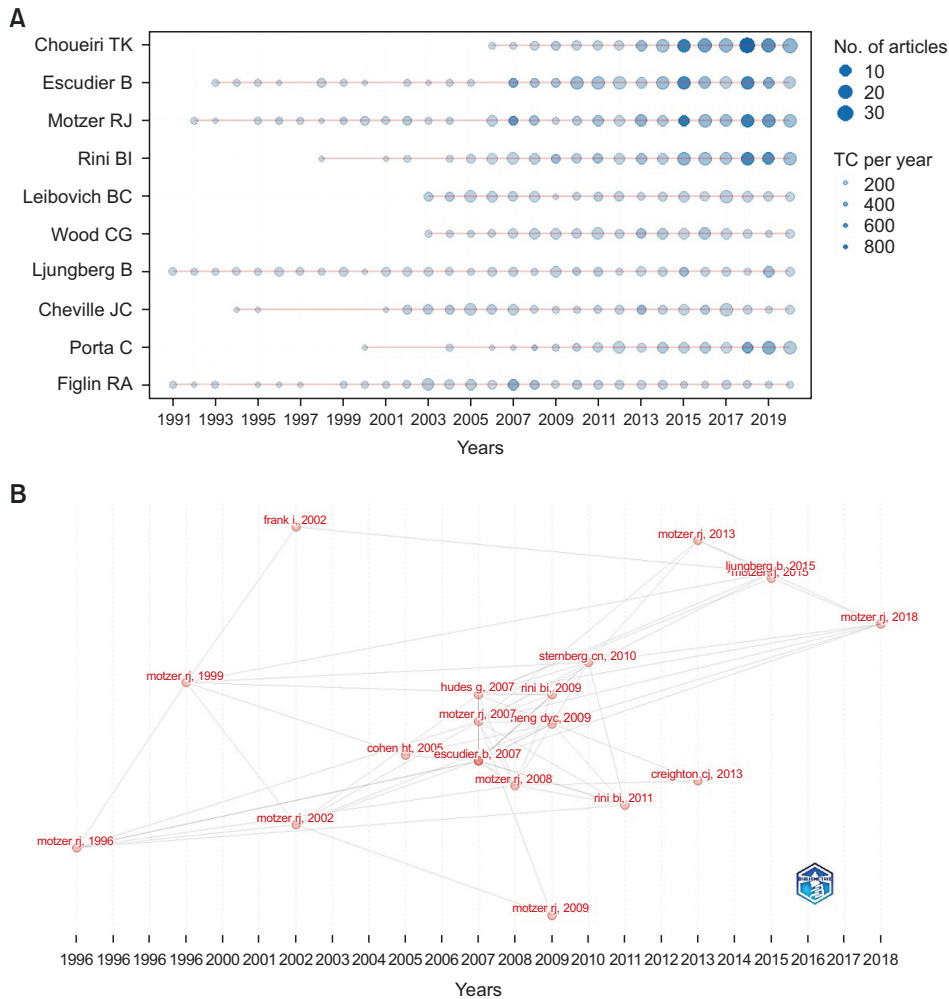 A
Choueiri TK
Escudier B
Motzer RJ
Rini BI
Leibovich BC
Wood CG
Ljungberg B
Cheville JC
Porta C
Figlin RA
1991 1993 1995 1997 1999 2001 2003 2005 2007 2009 2011 2013 2015 2017 2019
Years
No. of articles
10
20
30
TC per year
200
400
600
800
B
frank i, 2002
motzer rj, 2013
ljungberg b, 2015
motzer rj, 2015
motzer rj, 2018
sternberg cn, 2010
motzer rj, 1999
hudes g, 2007 rini bi, 2009
motzer rj, 2007 heng dyc, 2009
cohen ht, 2005 escudier b, 2007
motzer rj, 2008 creighton cj, 2013
rini bi, 2011
motzer rj, 2002
motzer rj, 1996
motzer rj, 2009
1996 1996 1996 1996 2000 2001 2002 2002 2004 2005 2005 2007 2008 2009 2010 2011 2012 2013 2014 2015 2016 2017 2018
Years